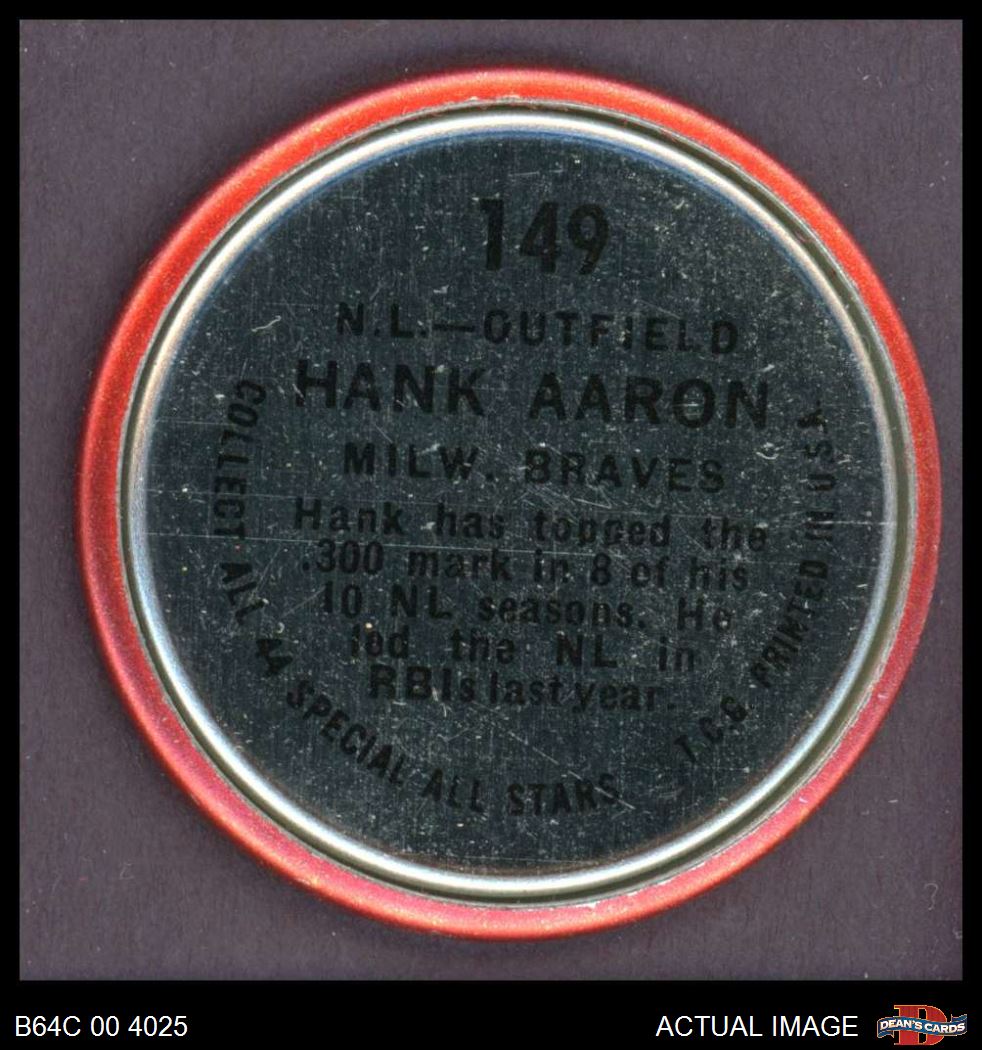 149
N.L.—OUTFIELD
HANK AARON
MILW. BRAVES
Hank has topped the
.300 mark in 8 of his
10 NL seasons. He
led the NL in
RBIs last year.
COLLECT ALL 44 SPECIAL ALL STARS
T.C.G. PRINTED IN U.S.A.
B64C 00 4025
ACTUAL IMAGE
DEAN'S CARDS